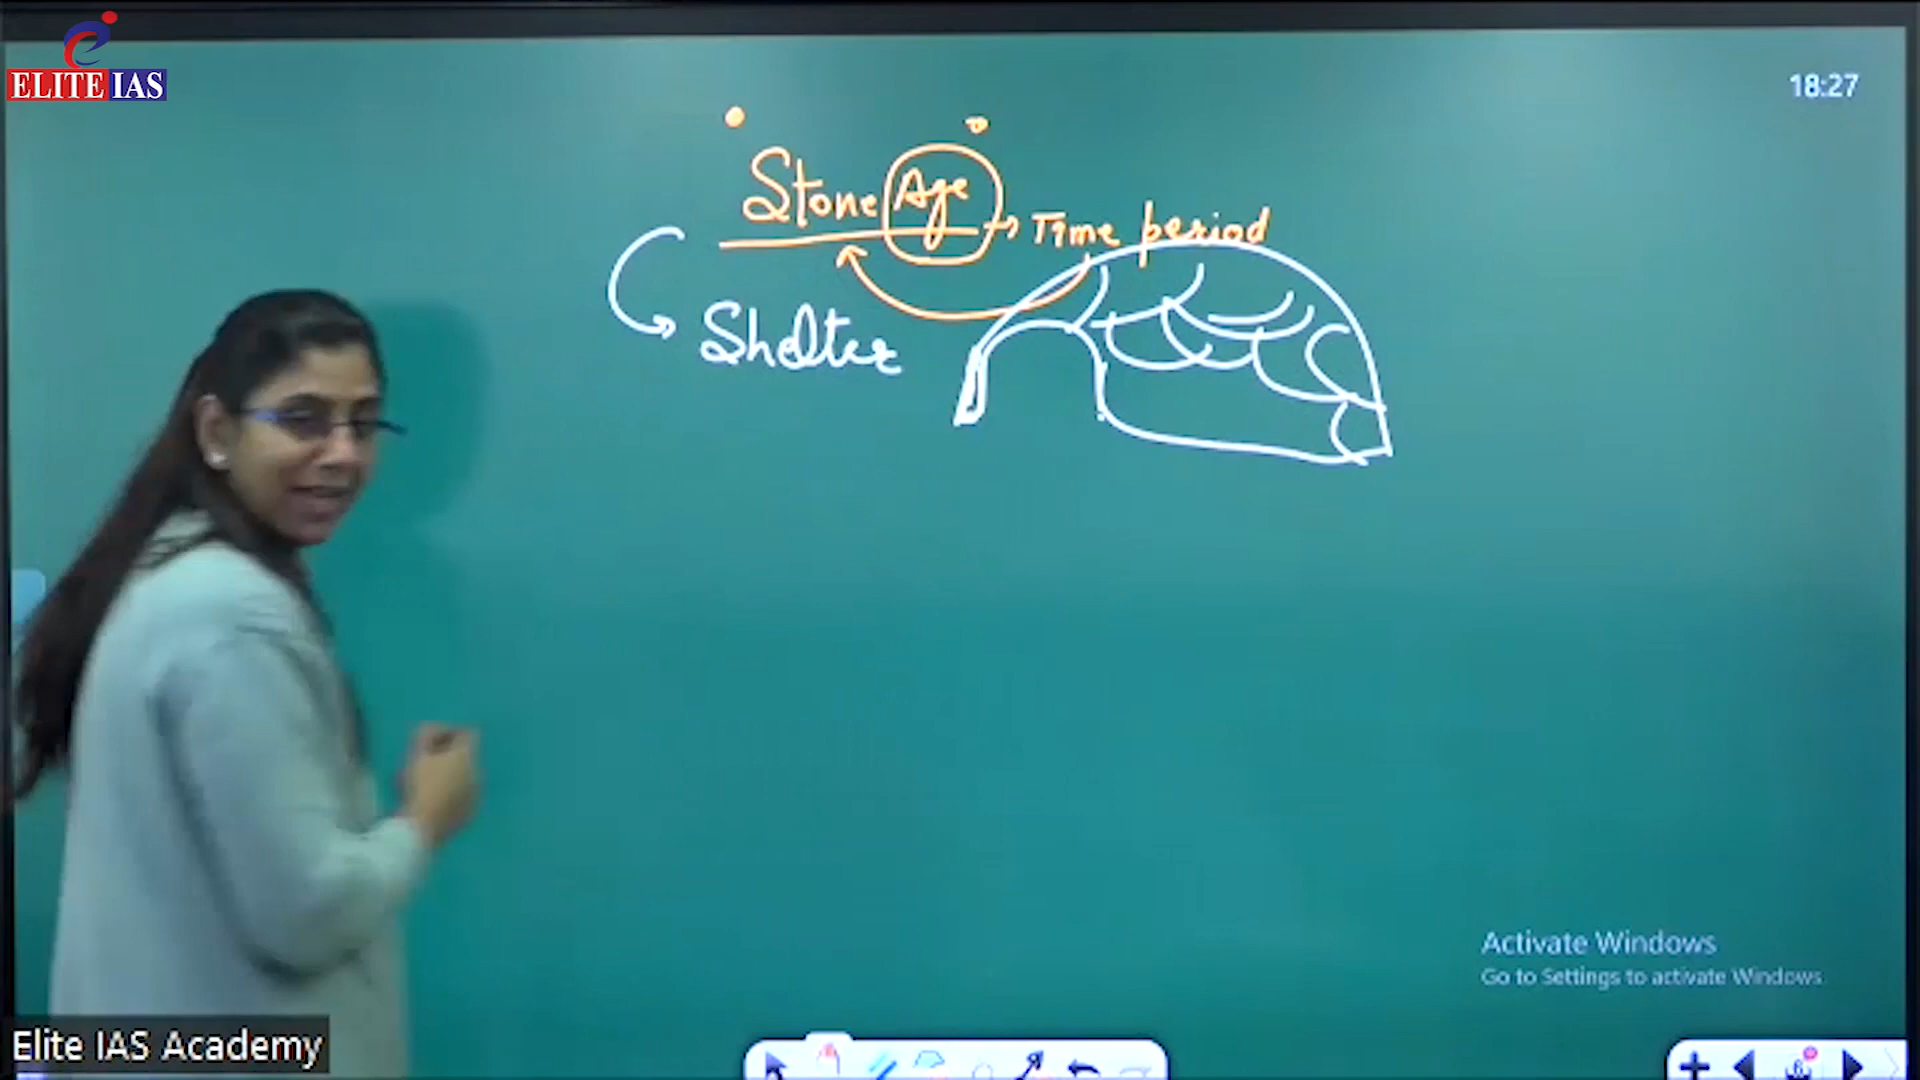 ELITE IAS
18:27
Stone Age → Time period
Shelter
Activate Windows
Go to Settings to activate Windows
Elite IAS Academy